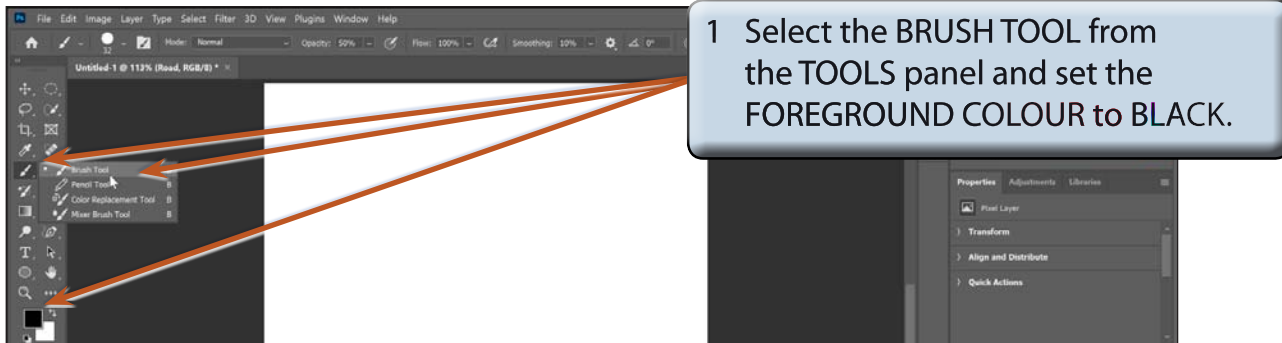 Ps File Edit Image Layer Type Select Filter 3D View Plugins Window Help
32 Mode: Normal Opacity: 50% Flow: 100% Smoothing: 10% 0°
Untitled-1 @ 113% (Road, RGB/8) * ×
1 Select the BRUSH TOOL from
the TOOLS panel and set the
FOREGROUND COLOUR to BLACK.
Brush Tool
Pencil Tool B
Color Replacement Tool B
Mixer Brush Tool B
T
Properties Adjustments Libraries
Pixel Layer
Transform
Align and Distribute
Quick Actions